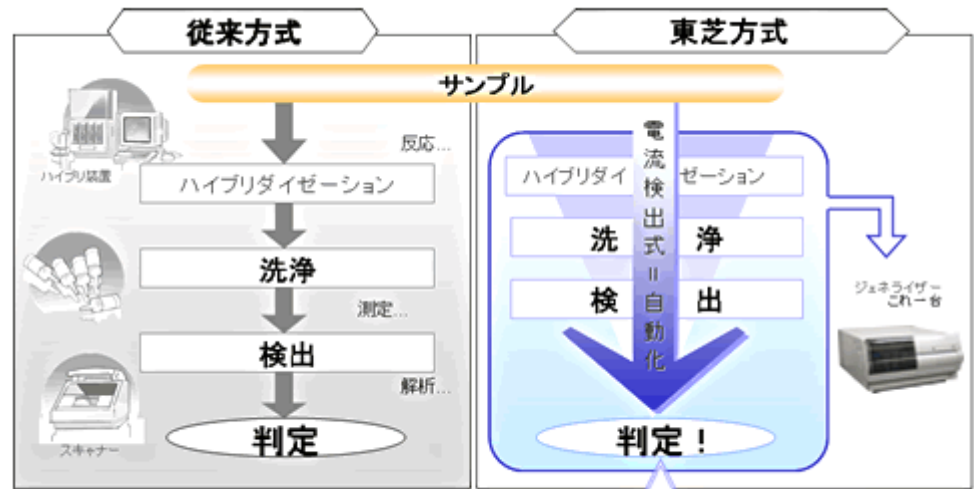 従来方式
東芝方式
サンプル
反応...
ハイブリ装置
ハイブリダイゼーション
洗浄
測定...
検出
解析...
スキャナー
判定
電流検出式=自動化
ハイブリダイ ゼーション
洗 浄
検 出
判定!
ジェネライザー
これ一台